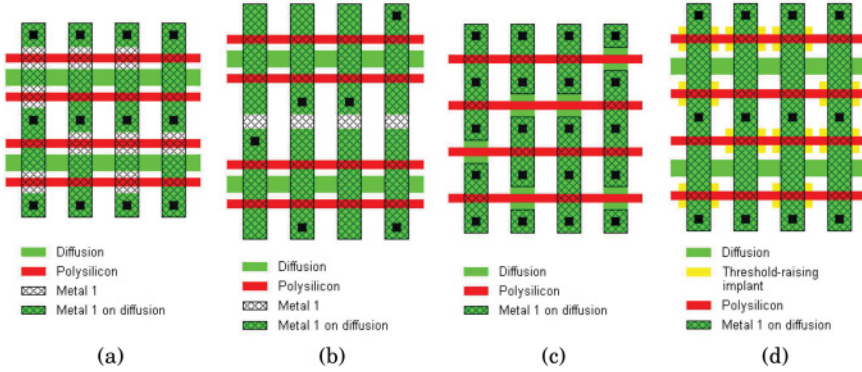 Diffusion
Polysilicon
Metal 1
Metal 1 on diffusion
(a)
Diffusion
Polysilicon
Metal 1
Metal 1 on diffusion
(b)
Diffusion
Polysilicon
Metal 1 on diffusion
(c)
Diffusion
Threshold-raising
implant
Polysilicon
Metal 1 on diffusion
(d)